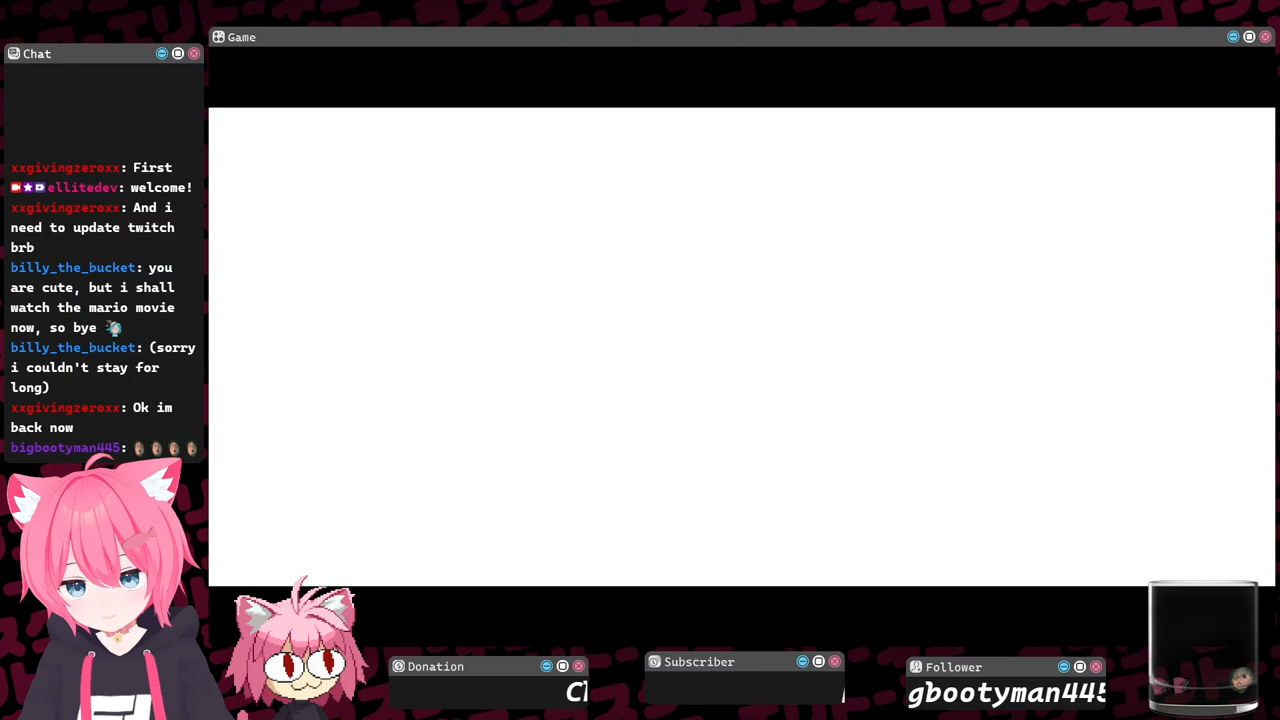 Game
Chat
xxgivingzeroxx: First
ellitedev: welcome!
xxgivingzeroxx: And i
need to update twitch
brb
billy_the_bucket: you
are cute, but i shall
watch the mario movie
now, so bye
billy_the_bucket: (sorry
i couldn't stay for
long)
xxgivingzeroxx: Ok im
back now
bigbootyman445:
Donation
Subscriber
Follower
gbootyman445